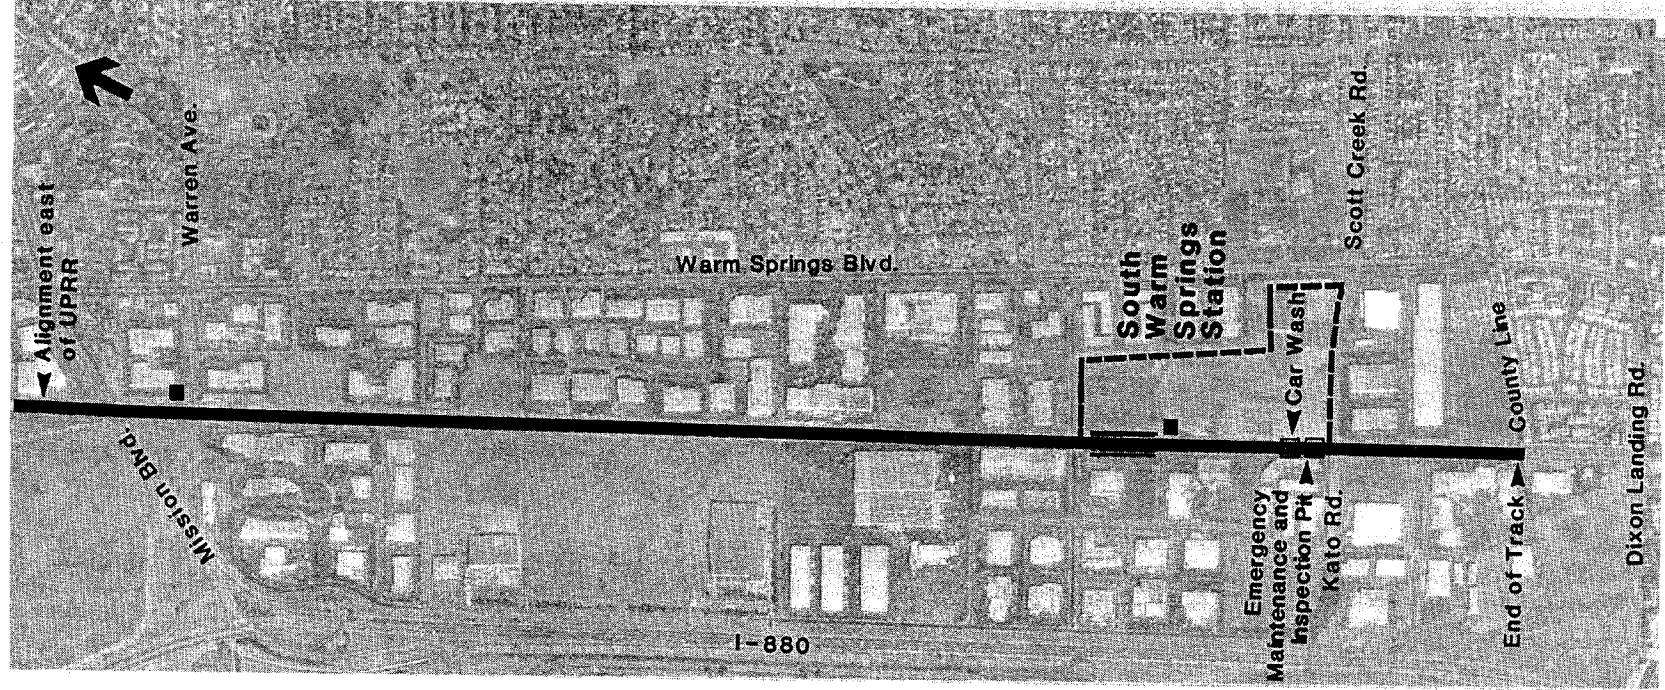 Alignment east
of UPRR
Warren Ave.
Mission Blvd.
Warm Springs Blvd.
I-880
South
Warm
Springs
Station
Car Wash
Emergency
Maintenance and
Inspection Pit
Kato Rd.
Scott Creek Rd.
County Line
End of Track
Dixon Landing Rd.